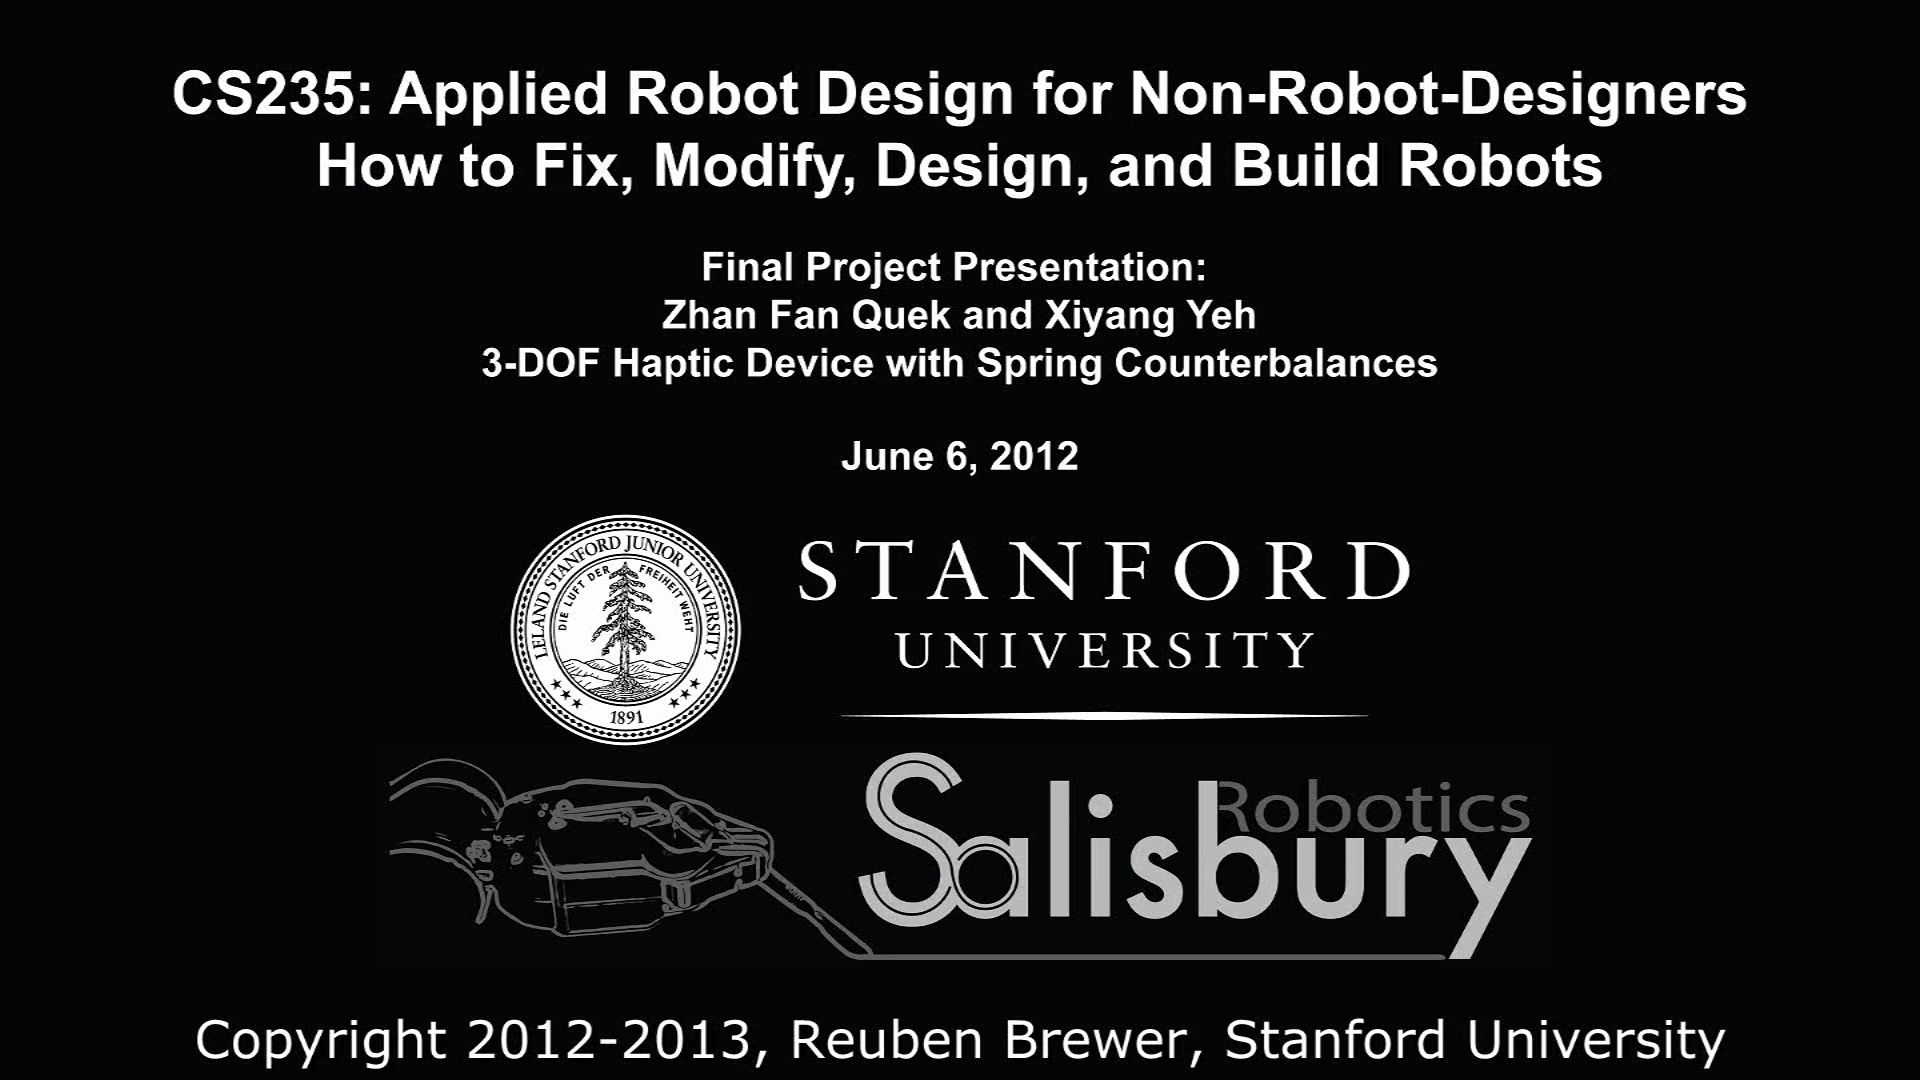 CS235: Applied Robot Design for Non-Robot-Designers
How to Fix, Modify, Design, and Build Robots
Final Project Presentation:
Zhan Fan Quek and Xiyang Yeh
3-DOF Haptic Device with Spring Counterbalances
June 6, 2012
LELAND STANFORD JUNIOR UNIVERSITY
DIE LUFT DER FREIHEIT WEHT
1891
STANFORD
UNIVERSITY
Robotics
Salisbury
Copyright 2012-2013, Reuben Brewer, Stanford University